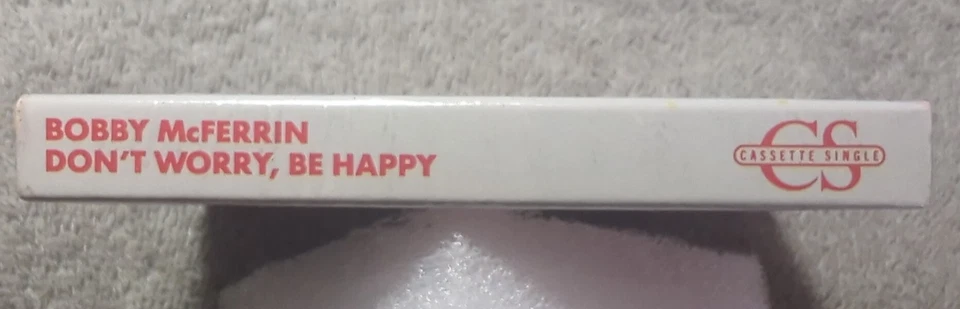 BOBBY McFERRIN
DON'T WORRY, BE HAPPY
CS
CASSETTE SINGLE